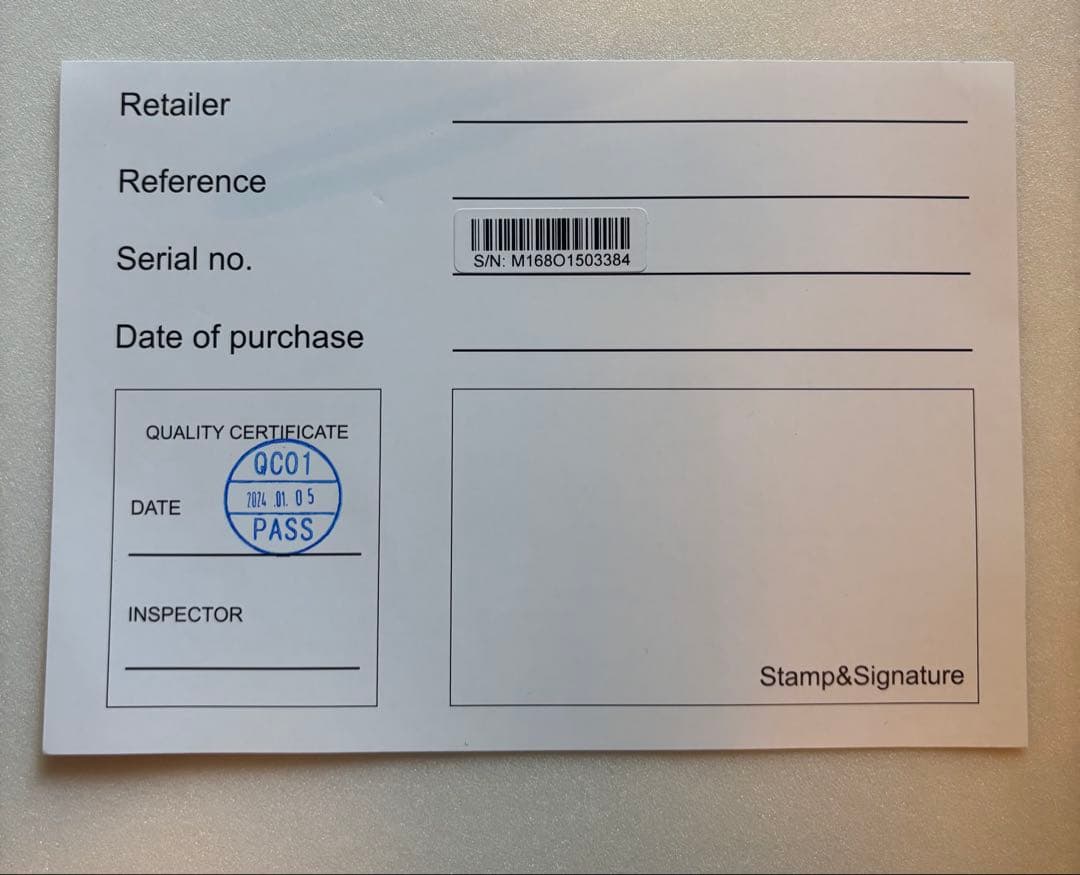 Retailer
Reference
Serial no.
S/N: M168O1503384
Date of purchase
QUALITY CERTIFICATE
QC01
DATE
2024 .01. 05
PASS
INSPECTOR
Stamp&Signature